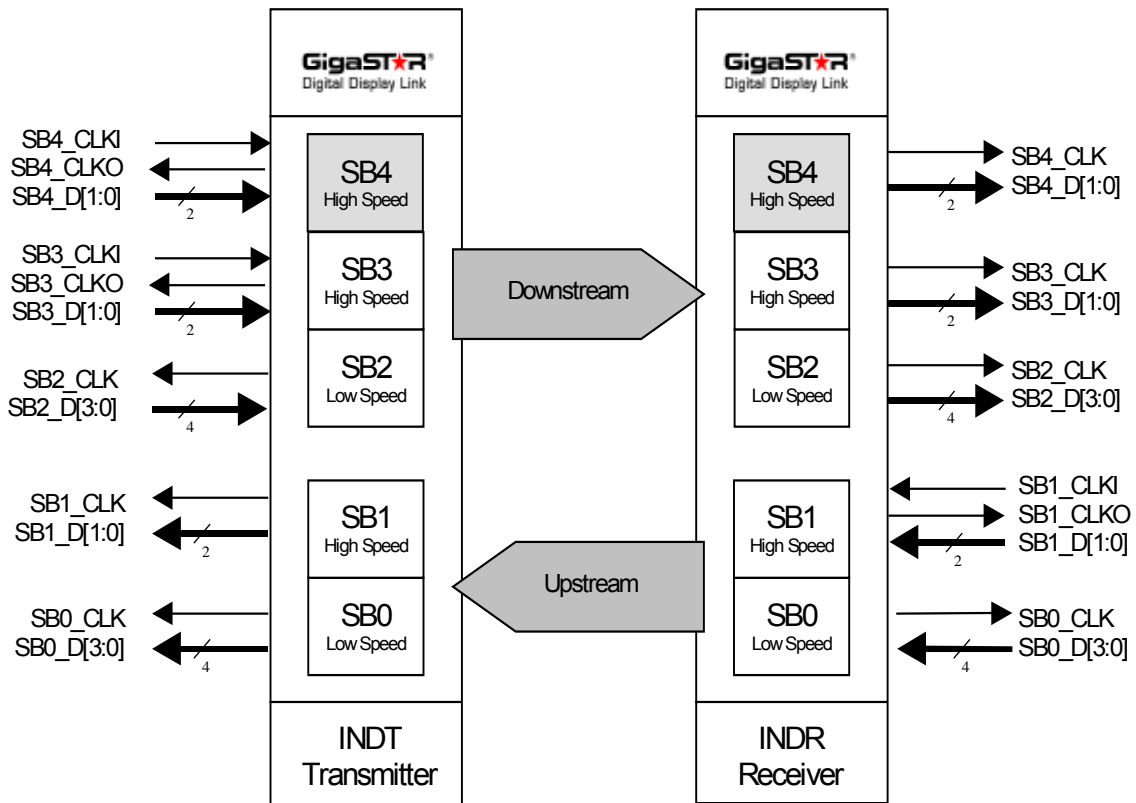 GigaST★R®
Digital Display Link
GigaST★R®
Digital Display Link
SB4_CLKI
SB4_CLKO
SB4_D[1:0]
2
SB3_CLKI
SB3_CLKO
SB3_D[1:0]
2
SB2_CLK
SB2_D[3:0]
4
SB1_CLK
SB1_D[1:0]
2
SB0_CLK
SB0_D[3:0]
4
SB4
High Speed
SB3
High Speed
SB2
Low Speed
SB1
High Speed
SB0
Low Speed
INDT
Transmitter
Downstream
Upstream
SB4
High Speed
SB3
High Speed
SB2
Low Speed
SB1
High Speed
SB0
Low Speed
INDR
Receiver
SB4_CLK
SB4_D[1:0]
2
SB3_CLK
SB3_D[1:0]
2
SB2_CLK
SB2_D[3:0]
4
SB1_CLKI
SB1_CLKO
SB1_D[1:0]
2
SB0_CLK
SB0_D[3:0]
4